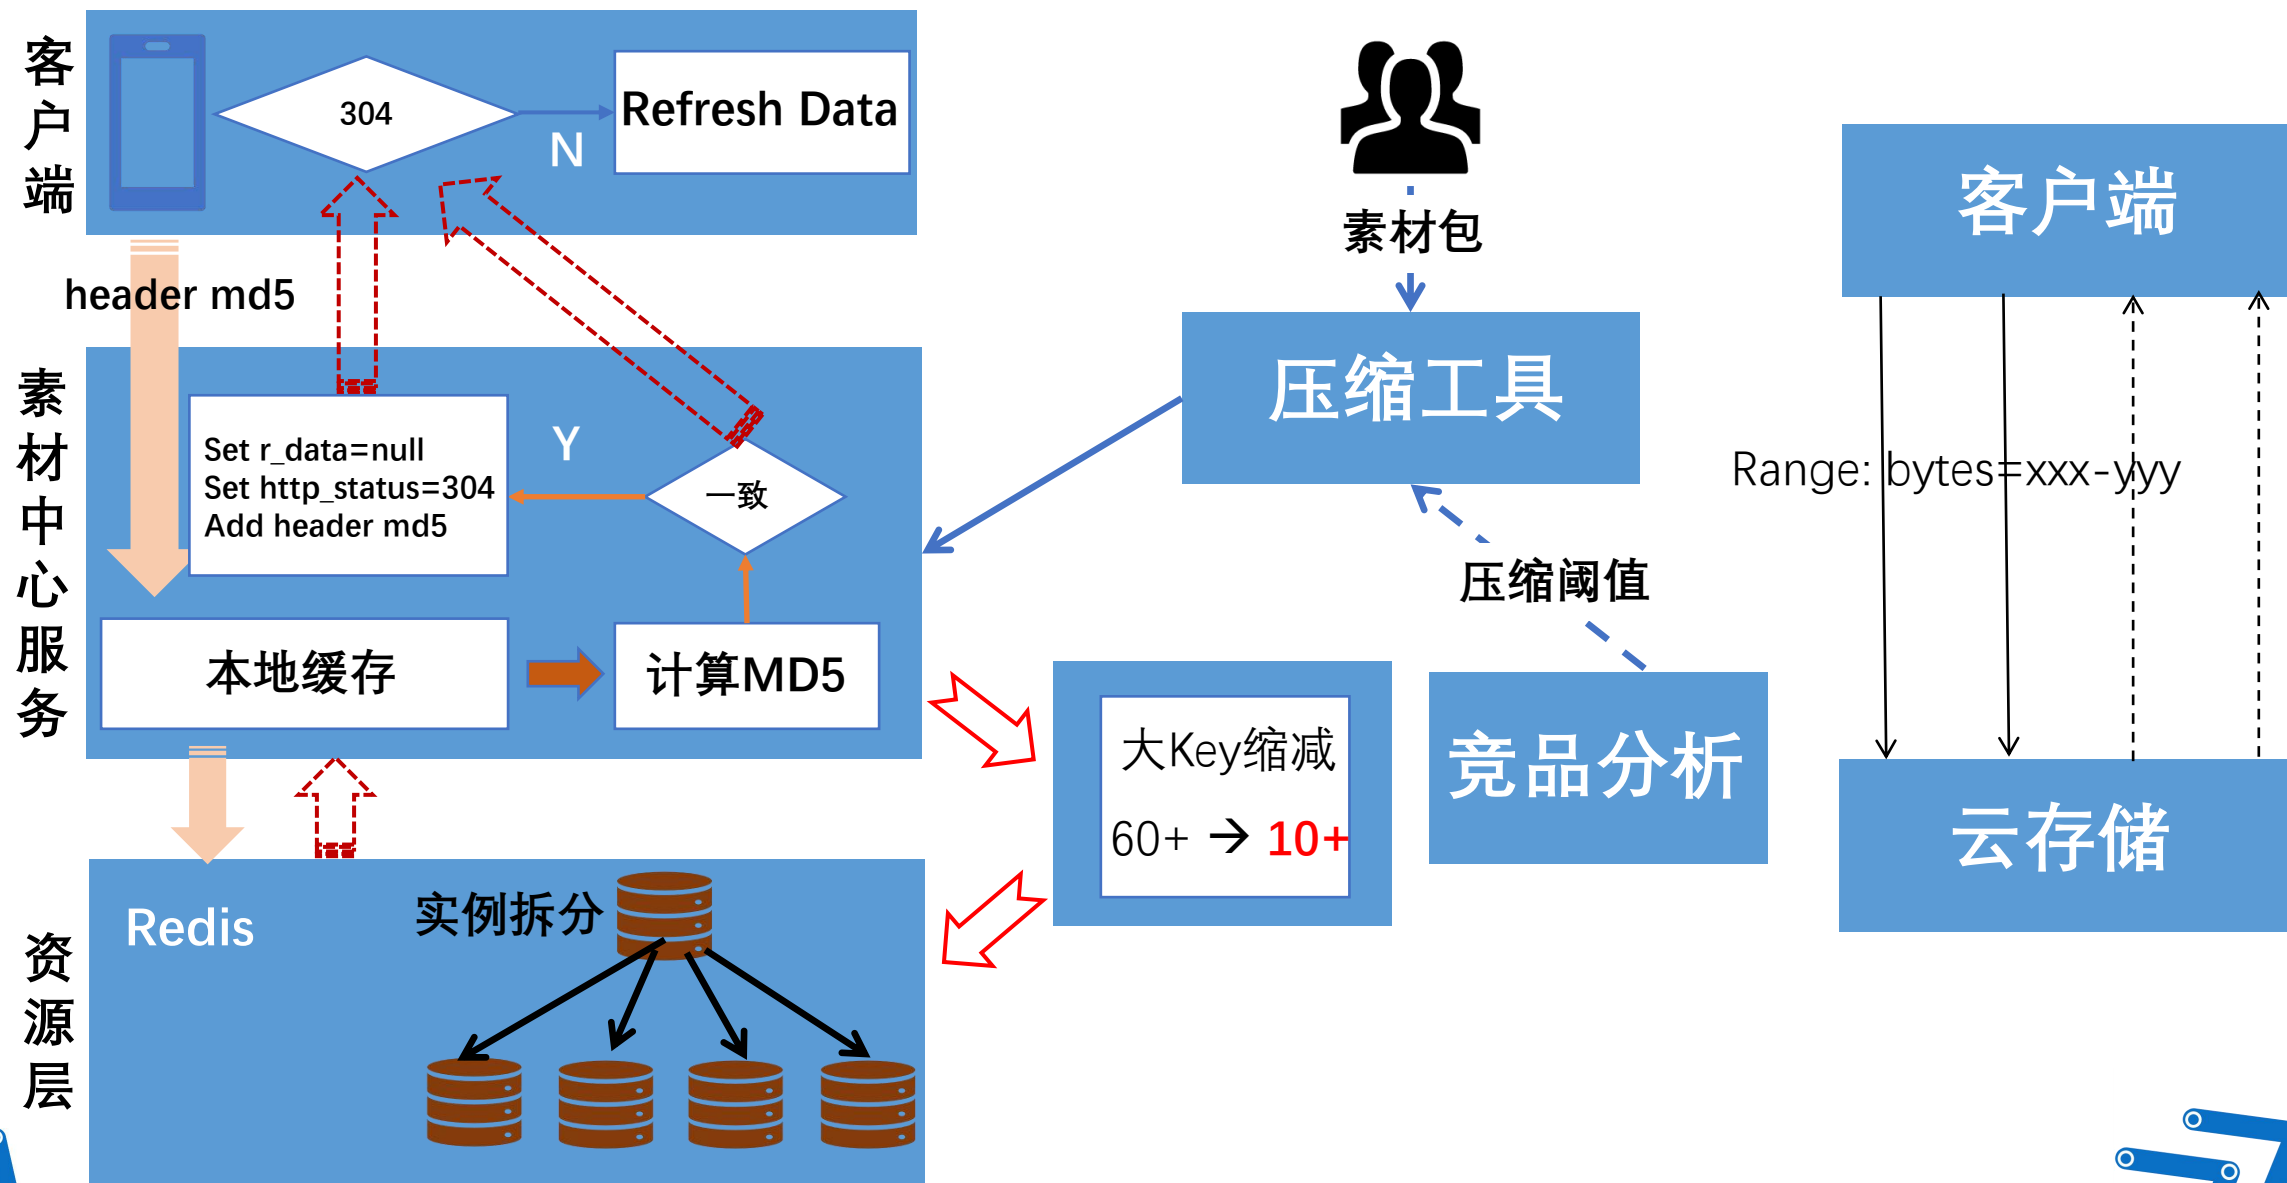 客户端
304
N
Refresh Data
header md5
素材中心服务
Set r_data=null
Set http_status=304
Add header md5
Y
一致
本地缓存
计算MD5
资源层
Redis
实例拆分
素材包
压缩工具
压缩阈值
竞品分析
大Key缩减
60+ → 10+
客户端
Range: bytes=xxx-yyy
云存储